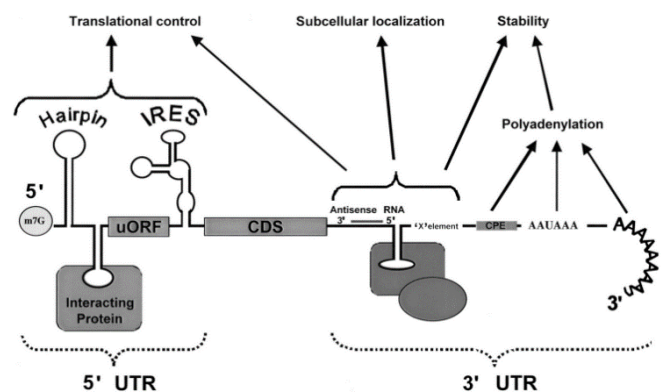 Translational control
Subcellular localization
Stability
Hairpin
IRES
Polyadenylation
5'
m7G
uORF
CDS
Antisense RNA
3' 5'
'X' element
CPE
AAUAAA
AAAAAAAA
3'
Interacting
Protein
5' UTR
3' UTR